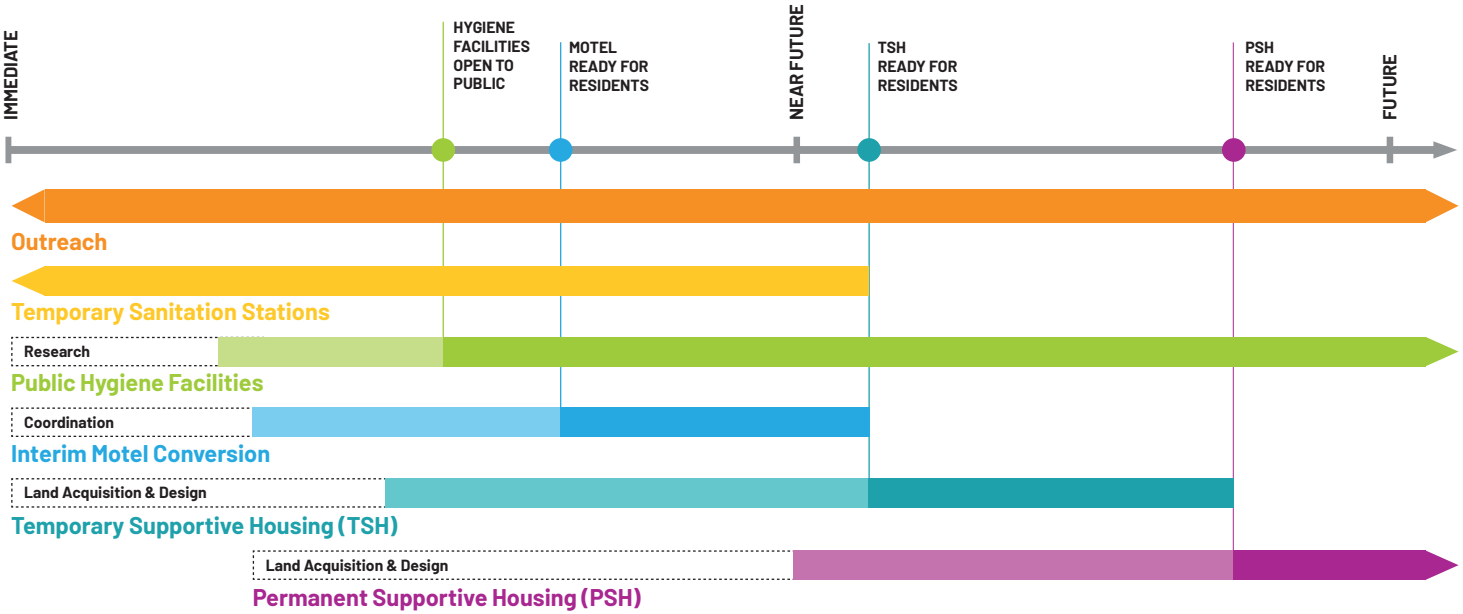 IMMEDIATE
HYGIENE
FACILITIES
OPEN TO
PUBLIC
MOTEL
READY FOR
RESIDENTS
NEAR FUTURE
TSH
READY FOR
RESIDENTS
PSH
READY FOR
RESIDENTS
FUTURE
Outreach
Temporary Sanitation Stations
Research
Public Hygiene Facilities
Coordination
Interim Motel Conversion
Land Acquisition & Design
Temporary Supportive Housing (TSH)
Land Acquisition & Design
Permanent Supportive Housing (PSH)